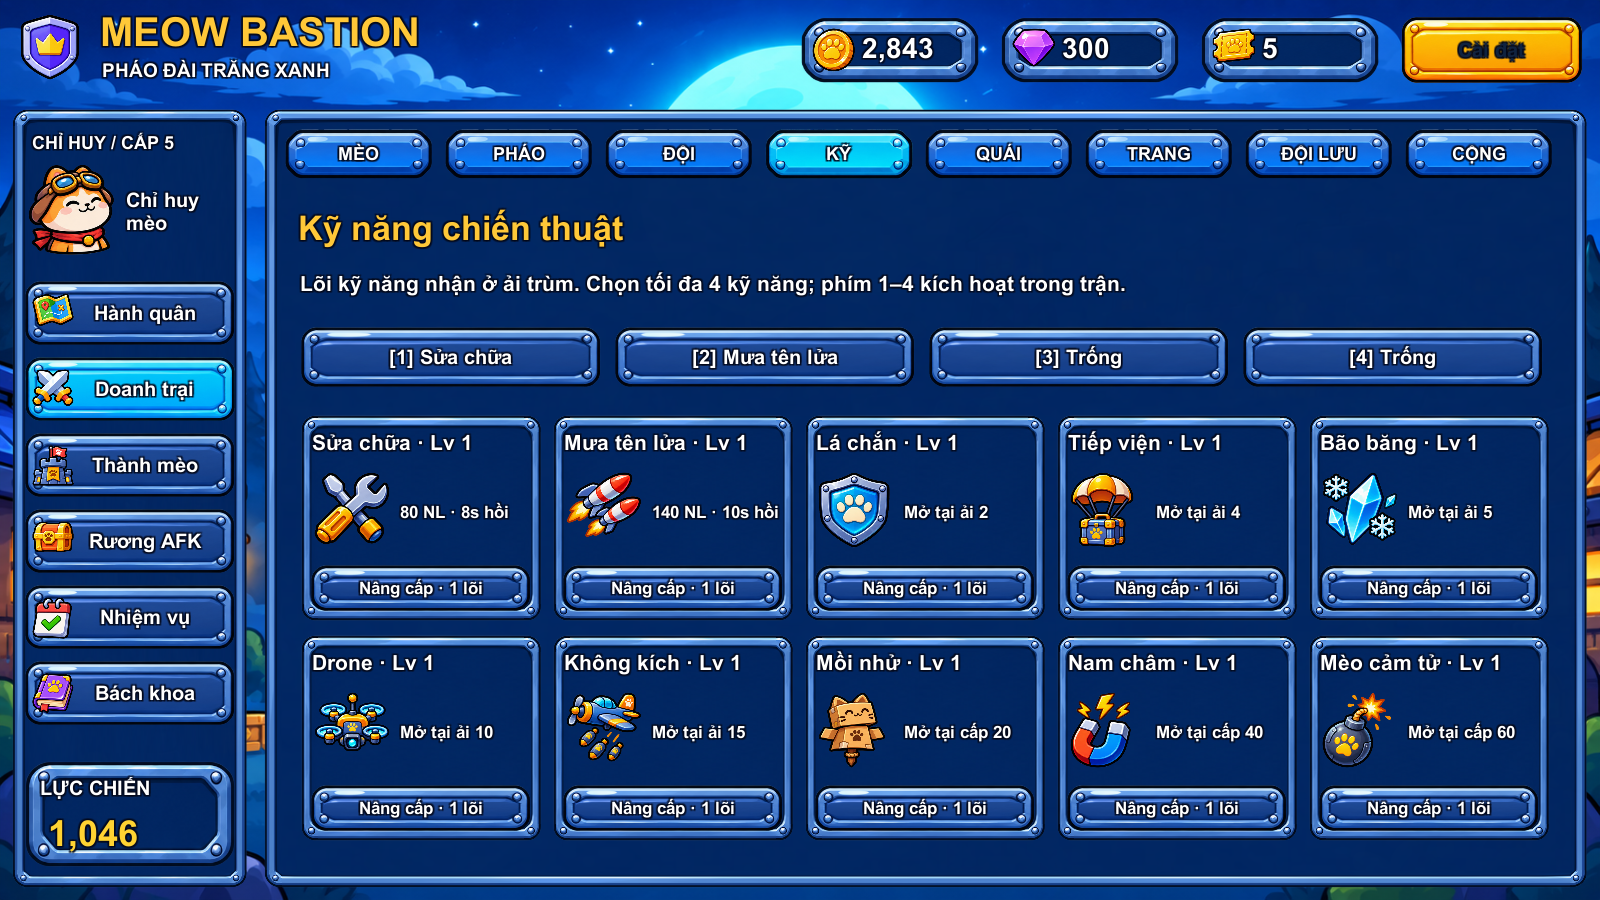 MEOW BASTION
PHÁO ĐÀI TRĂNG XANH
2,843
300
5
Cài đặt
CHỈ HUY / CẤP 5
Chỉ huy
mèo
Hành quân
Doanh trại
Thành mèo
Rương AFK
Nhiệm vụ
Bách khoa
LỰC CHIẾN
1,046
MÈO
PHÁO
ĐỘI
KỸ
QUÁI
TRANG
ĐỘI LƯU
CỘNG
Kỹ năng chiến thuật
Lõi kỹ năng nhận ở ải trùm. Chọn tối đa 4 kỹ năng; phím 1–4 kích hoạt trong trận.
[1] Sửa chữa
[2] Mưa tên lửa
[3] Trống
[4] Trống
Sửa chữa · Lv 1
80 NL · 8s hồi
Nâng cấp · 1 lõi
Mưa tên lửa · Lv 1
140 NL · 10s hồi
Nâng cấp · 1 lõi
Lá chắn · Lv 1
Mở tại ải 2
Nâng cấp · 1 lõi
Tiếp viện · Lv 1
Mở tại ải 4
Nâng cấp · 1 lõi
Bão băng · Lv 1
Mở tại ải 5
Nâng cấp · 1 lõi
Drone · Lv 1
Mở tại ải 10
Nâng cấp · 1 lõi
Không kích · Lv 1
Mở tại ải 15
Nâng cấp · 1 lõi
Mồi nhử · Lv 1
Mở tại cấp 20
Nâng cấp · 1 lõi
Nam châm · Lv 1
Mở tại cấp 40
Nâng cấp · 1 lõi
Mèo cảm tử · Lv 1
Mở tại cấp 60
Nâng cấp · 1 lõi